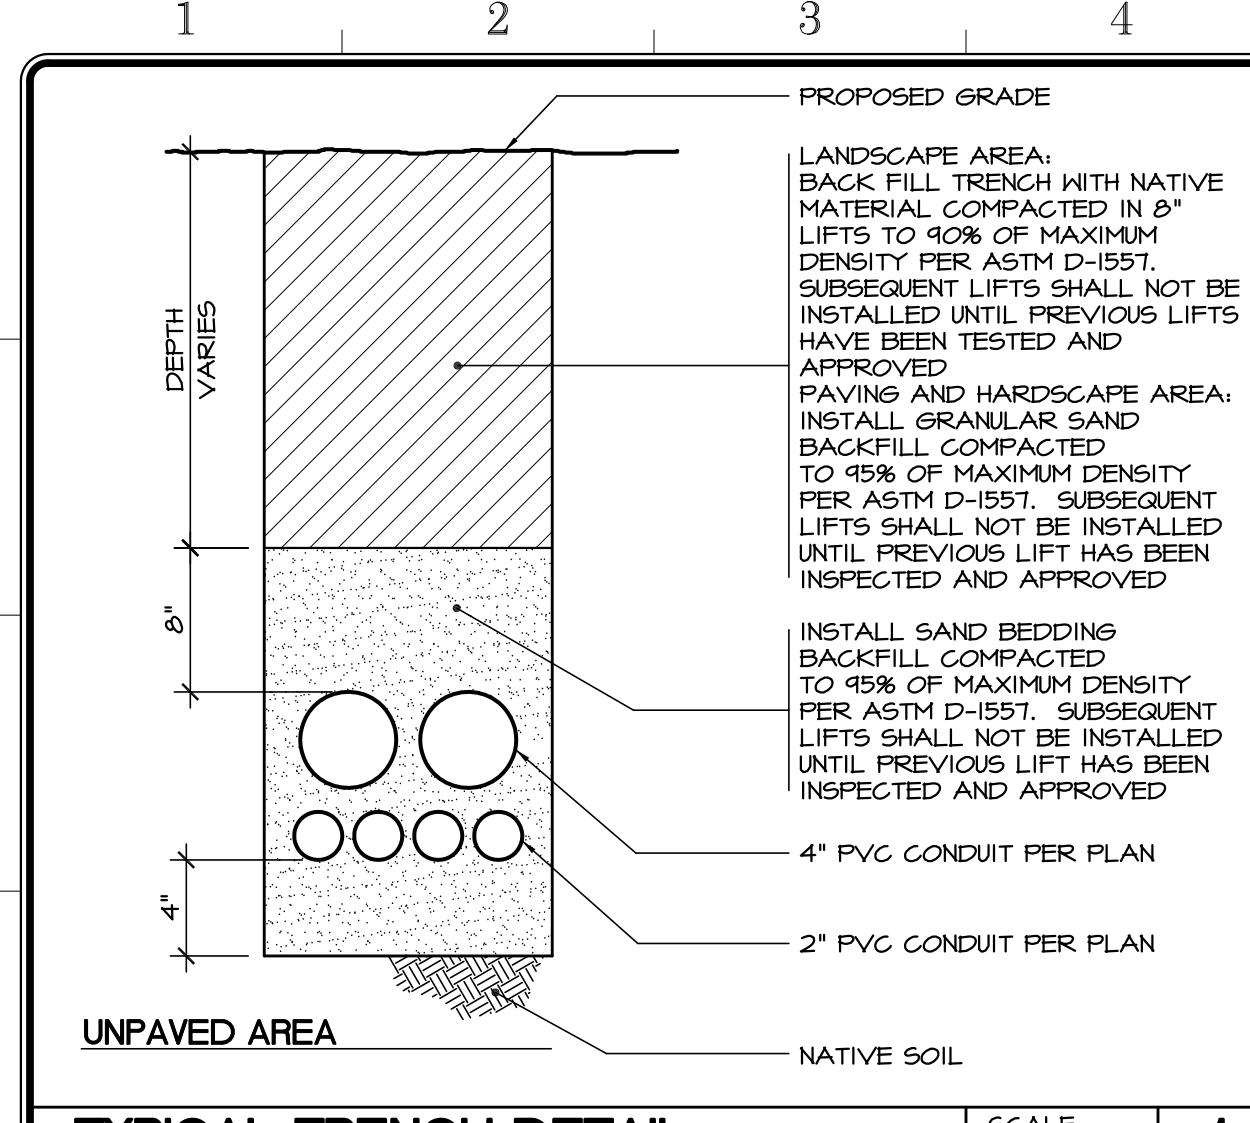 1 2 3 4
PROPOSED GRADE
LANDSCAPE AREA:
BACK FILL TRENCH WITH NATIVE
MATERIAL COMPACTED IN 8"
LIFTS TO 90% OF MAXIMUM
DENSITY PER ASTM D-1557.
SUBSEQUENT LIFTS SHALL NOT BE
INSTALLED UNTIL PREVIOUS LIFTS
HAVE BEEN TESTED AND
APPROVED
PAVING AND HARDSCAPE AREA:
INSTALL GRANULAR SAND
BACKFILL COMPACTED
TO 95% OF MAXIMUM DENSITY
PER ASTM D-1557. SUBSEQUENT
LIFTS SHALL NOT BE INSTALLED
UNTIL PREVIOUS LIFT HAS BEEN
INSPECTED AND APPROVED
DEPTH
VARIES
8"
INSTALL SAND BEDDING
BACKFILL COMPACTED
TO 95% OF MAXIMUM DENSITY
PER ASTM D-1557. SUBSEQUENT
LIFTS SHALL NOT BE INSTALLED
UNTIL PREVIOUS LIFT HAS BEEN
INSPECTED AND APPROVED
4" PVC CONDUIT PER PLAN
4"
2" PVC CONDUIT PER PLAN
NATIVE SOIL
UNPAVED AREA
TYPICAL TRENCH DETAIL
SCALE